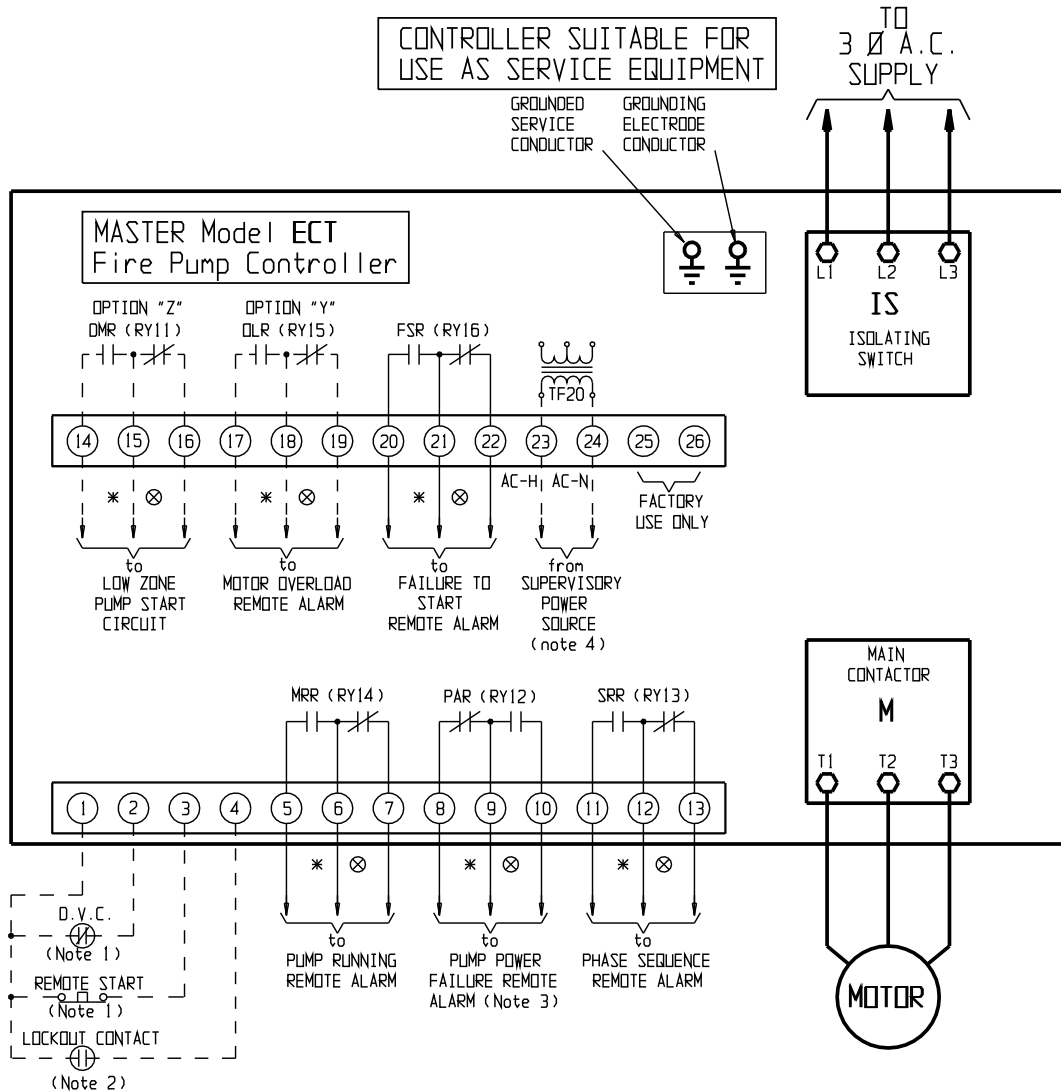 CONTROLLER SUITABLE FOR
USE AS SERVICE EQUIPMENT
TO
3 Ø A.C.
SUPPLY
GROUNDED
SERVICE
CONDUCTOR
GROUNDING
ELECTRODE
CONDUCTOR
MASTER Model ECT
Fire Pump Controller
L1 L2 L3
IS
ISOLATING
SWITCH
OPTION "Z"
DMR (RY11)
OPTION "Y"
OLR (RY15)
FSR (RY16)
TF20
14 15 16 17 18 19 20 21 22 23 24 25 26
AC-H AC-N
FACTORY
USE ONLY
to
LOW ZONE
PUMP START
CIRCUIT
to
MOTOR OVERLOAD
REMOTE ALARM
to
FAILURE TO
START
REMOTE ALARM
from
SUPERVISORY
POWER
SOURCE
(note 4)
MAIN
CONTACTOR
M
T1 T2 T3
MRR (RY14)
PAR (RY12)
SRR (RY13)
1 2 3 4 5 6 7 8 9 10 11 12 13
D.V.C.
(Note 1)
REMOTE START
(Note 1)
LOCKOUT CONTACT
(Note 2)
to
PUMP RUNNING
REMOTE ALARM
to
PUMP POWER
FAILURE REMOTE
ALARM (Note 3)
to
PHASE SEQUENCE
REMOTE ALARM
MOTOR